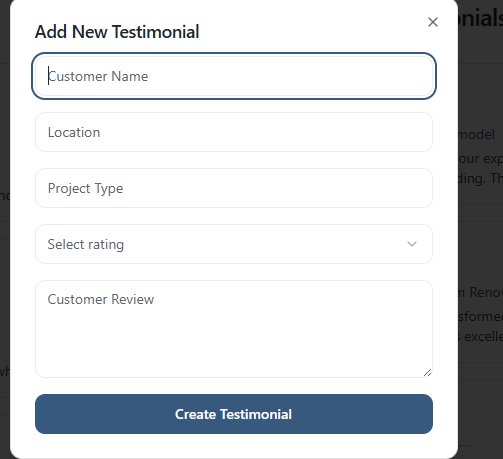 Add New Testimonial
onials
Customer Name
Location
model
our exp
ding. Th
Project Type
Select rating
m Renov
Customer Review
sformed
s excelle
wh
Create Testimonial